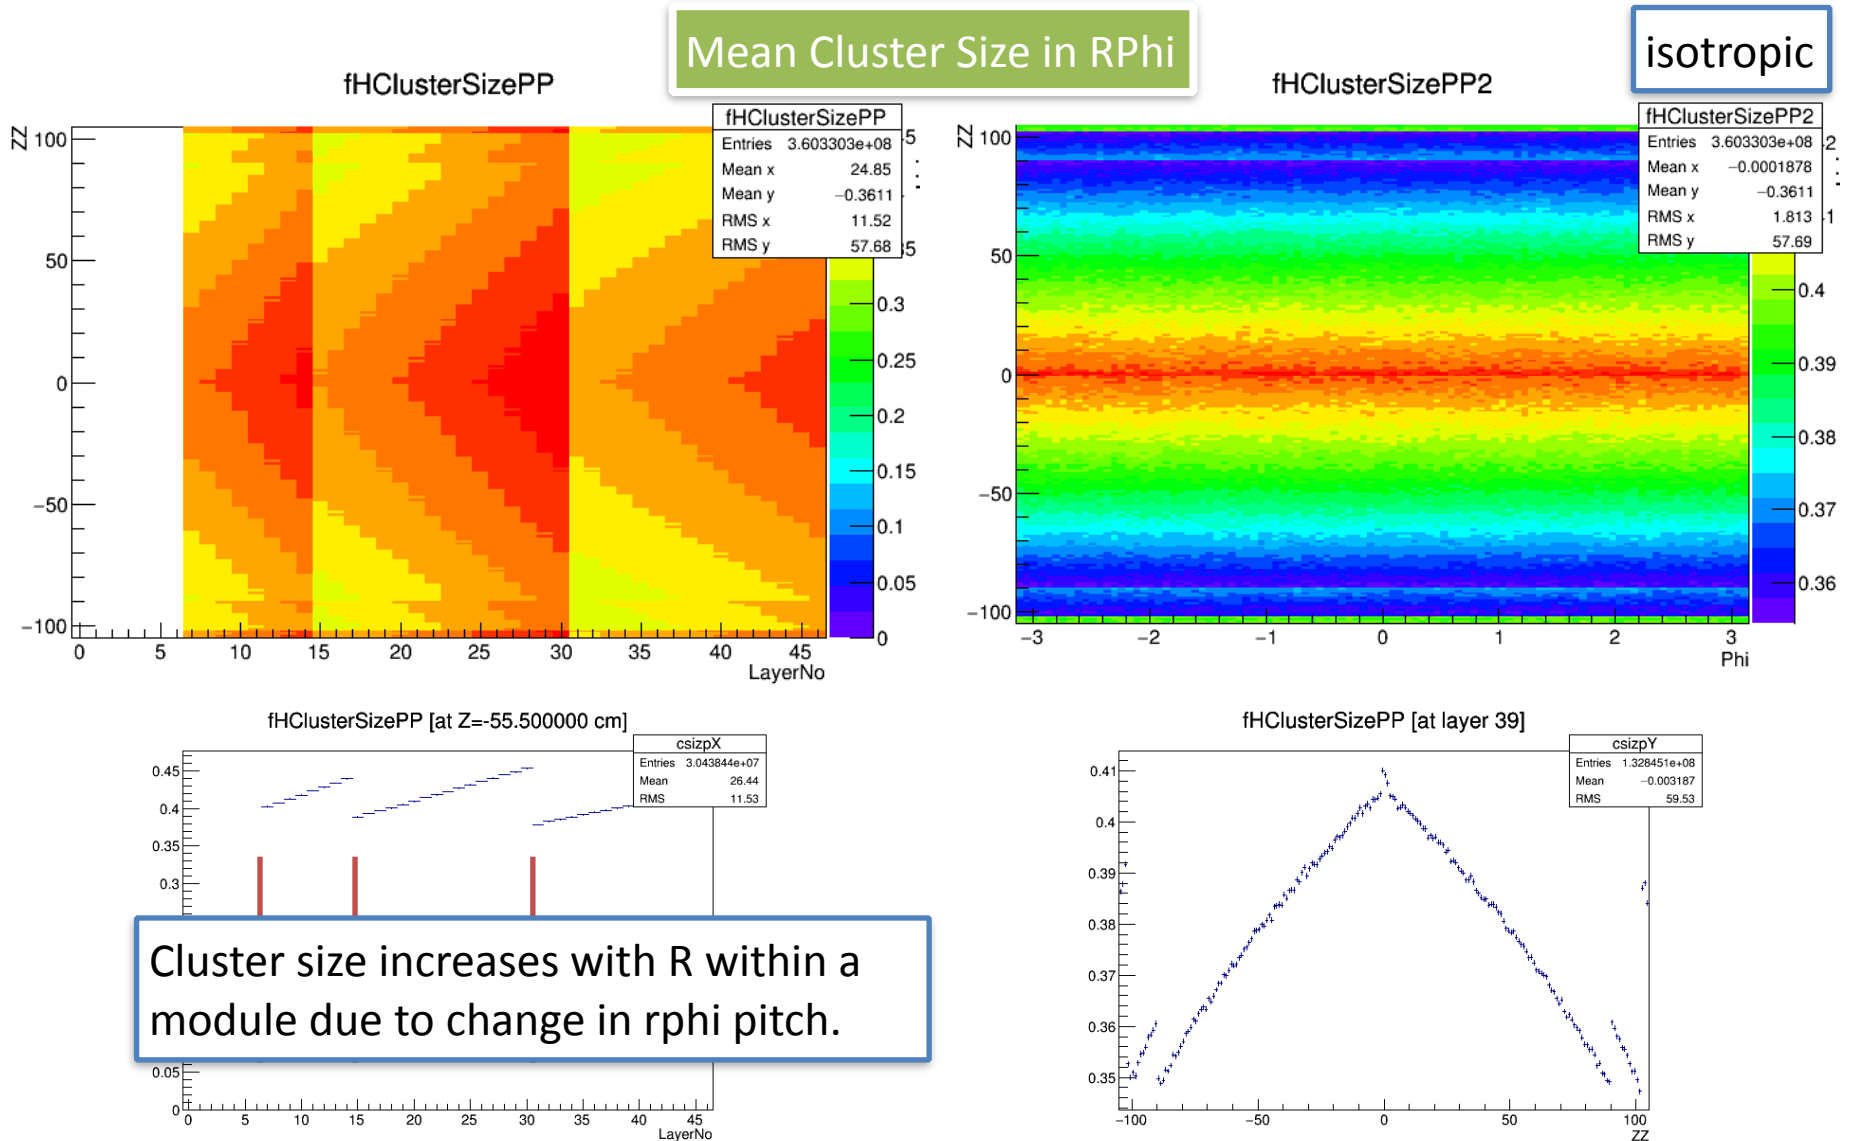 Mean Cluster Size in RPhi
isotropic
fHClusterSizePP
ZZ
100
50
0
−50
−100
0 5 10 15 20 25 30 35 40 45
LayerNo
fHClusterSizePP
Entries 3.603303e+08
Mean x 24.85
Mean y −0.3611
RMS x 11.52
RMS y 57.68
0.3
0.25
0.2
0.15
0.1
0.05
0
fHClusterSizePP2
ZZ
100
50
0
−50
−100
−3 −2 −1 0 1 2 3
Phi
fHClusterSizePP2
Entries 3.603303e+08
Mean x −0.0001878
Mean y −0.3611
RMS x 1.813
RMS y 57.69
0.4
0.39
0.38
0.37
0.36
fHClusterSizePP [at Z=-55.500000 cm]
csizpX
Entries 3.043844e+07
Mean 26.44
RMS 11.53
0.45
0.4
0.35
0.3
Cluster size increases with R within a
module due to change in rphi pitch.
0.05
0
0 5 10 15 20 25 30 35 40 45
LayerNo
fHClusterSizePP [at layer 39]
csizpY
Entries 1.328451e+08
Mean −0.003187
RMS 59.53
0.41
0.4
0.39
0.38
0.37
0.36
0.35
−100 −50 0 50 100
ZZ